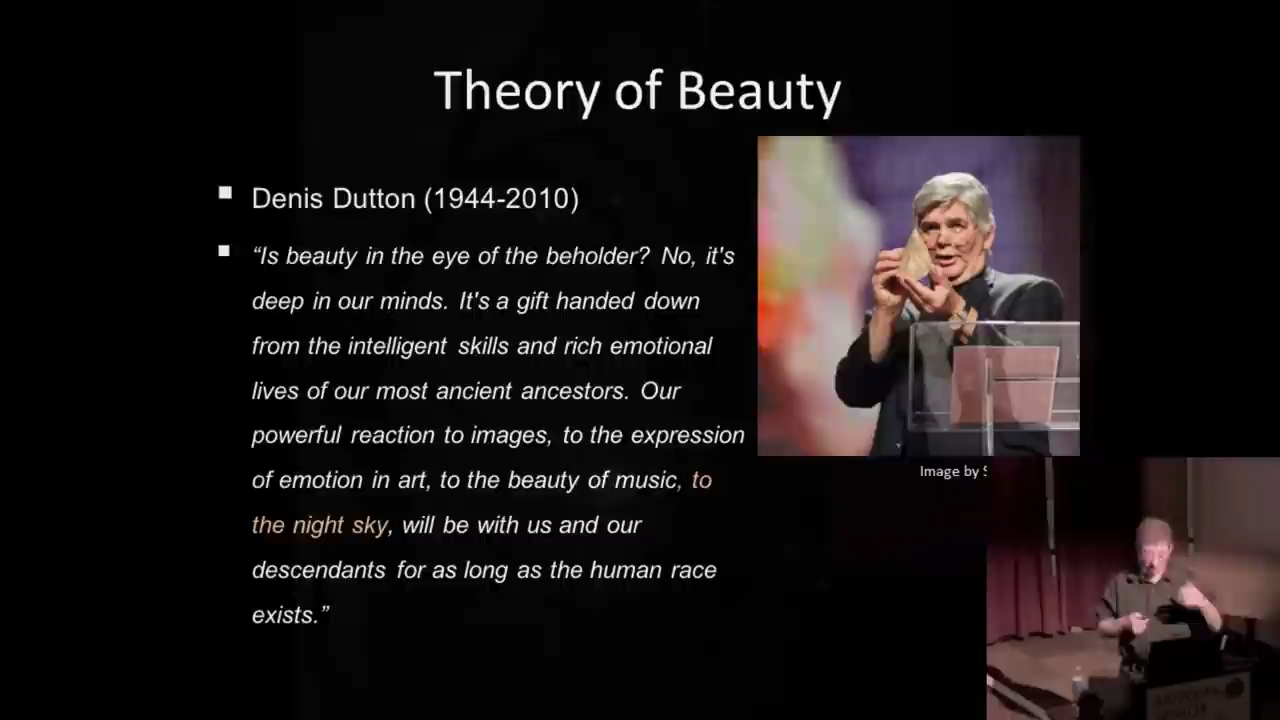 Theory of Beauty
Denis Dutton (1944-2010)
“Is beauty in the eye of the beholder? No, it's
deep in our minds. It's a gift handed down
from the intelligent skills and rich emotional
lives of our most ancient ancestors. Our
powerful reaction to images, to the expression
of emotion in art, to the beauty of music, to
the night sky, will be with us and our
descendants for as long as the human race
exists.”
Image by